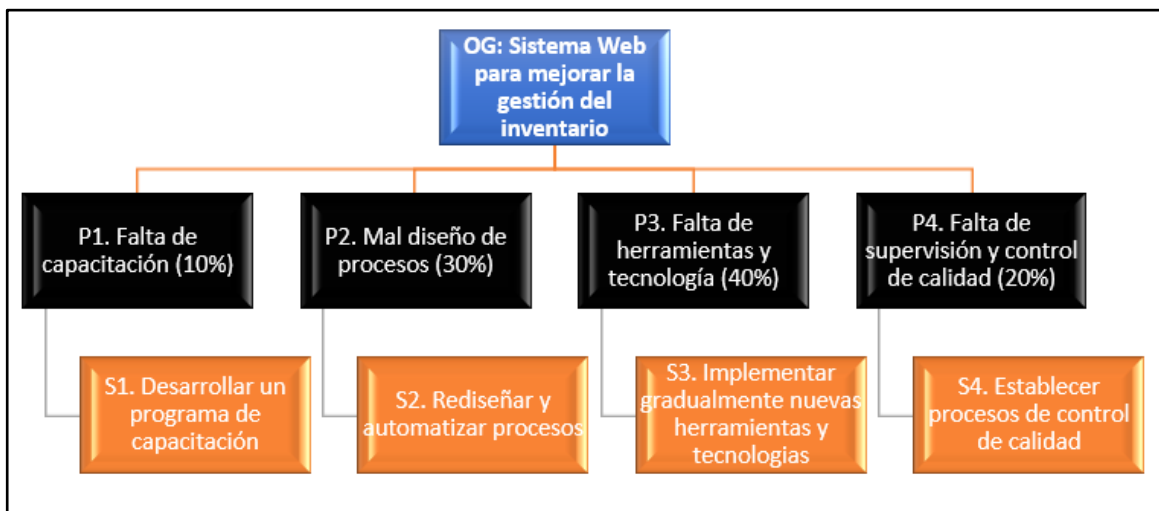 OG: Sistema Web
para mejorar la
gestión del
inventario
P1. Falta de
capacitación (10%)
P2. Mal diseño de
procesos (30%)
P3. Falta de
herramientas y
tecnología (40%)
P4. Falta de
supervisión y control
de calidad (20%)
S1. Desarrollar un
programa de
capacitación
S2. Rediseñar y
automatizar procesos
S3. Implementar
gradualmente nuevas
herramientas y
tecnologias
S4. Establecer
procesos de control
de calidad